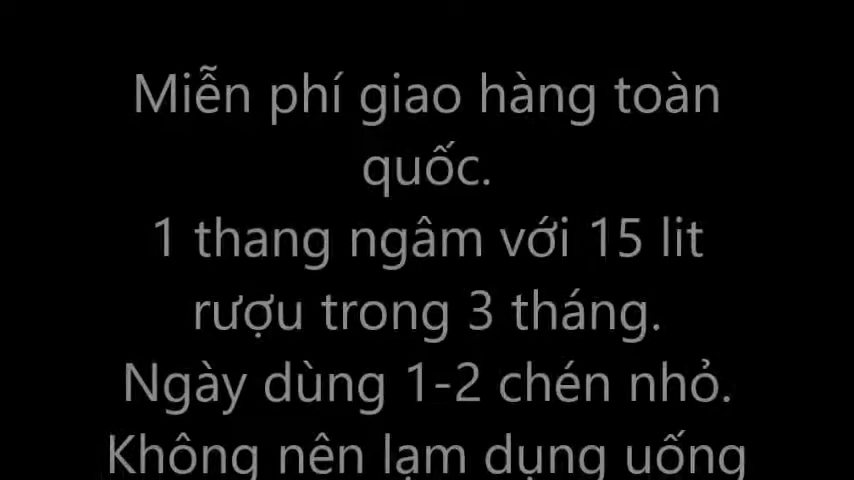 Miễn phí giao hàng toàn
quốc.
1 thang ngâm với 15 lit
rượu trong 3 tháng.
Ngày dùng 1-2 chén nhỏ.
Không nên lạm dụng uống